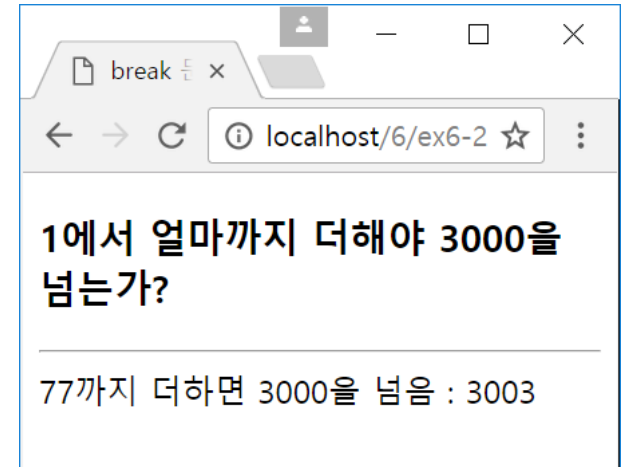 break
localhost/6/ex6-2
1에서 얼마까지 더해야 3000을
넘는가?
77까지 더하면 3000을 넘음 : 3003